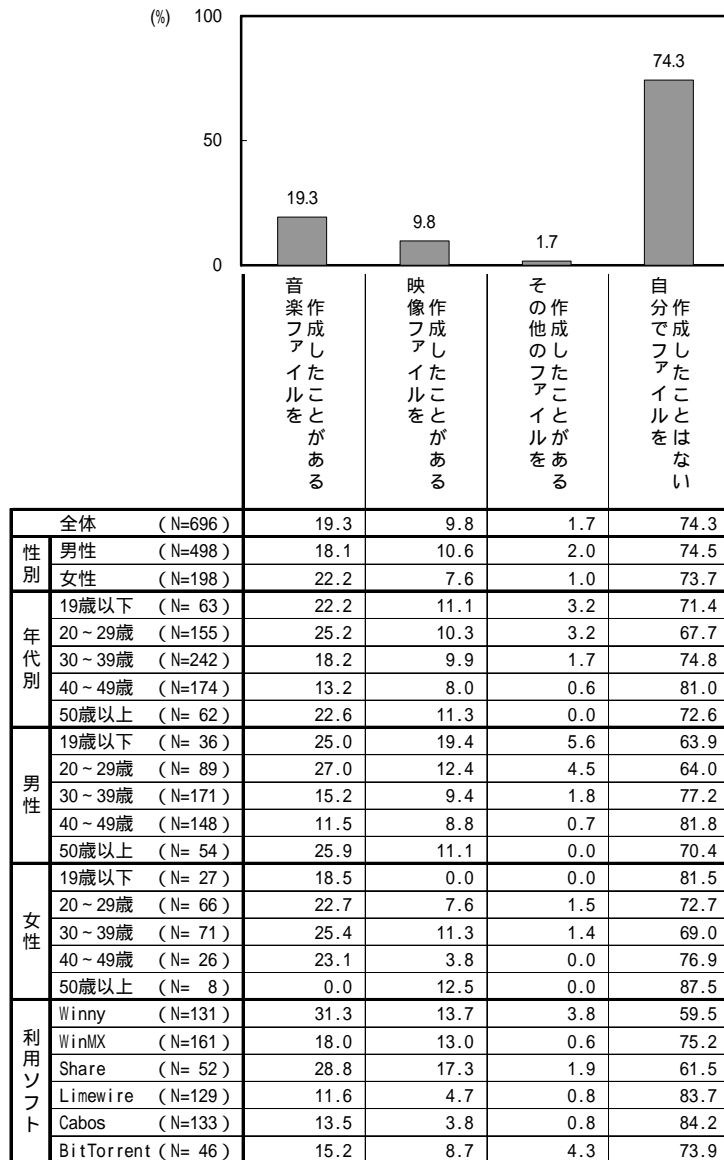 (%)
100
50
0
19.3
9.8
1.7
74.3
音楽ファイルを
作成したことがある
映像ファイルを
作成したことがある
その他のファイルを
作成したことがある
自分でファイルを
作成したことはない
全体 (N=696) 19.3 9.8 1.7 74.3
性別
男性 (N=498) 18.1 10.6 2.0 74.5
女性 (N=198) 22.2 7.6 1.0 73.7
年代別
19歳以下 (N= 63) 22.2 11.1 3.2 71.4
20~29歳 (N=155) 25.2 10.3 3.2 67.7
30~39歳 (N=242) 18.2 9.9 1.7 74.8
40~49歳 (N=174) 13.2 8.0 0.6 81.0
50歳以上 (N= 62) 22.6 11.3 0.0 72.6
男性
19歳以下 (N= 36) 25.0 19.4 5.6 63.9
20~29歳 (N= 89) 27.0 12.4 4.5 64.0
30~39歳 (N=171) 15.2 9.4 1.8 77.2
40~49歳 (N=148) 11.5 8.8 0.7 81.8
50歳以上 (N= 54) 25.9 11.1 0.0 70.4
女性
19歳以下 (N= 27) 18.5 0.0 0.0 81.5
20~29歳 (N= 66) 22.7 7.6 1.5 72.7
30~39歳 (N= 71) 25.4 11.3 1.4 69.0
40~49歳 (N= 26) 23.1 3.8 0.0 76.9
50歳以上 (N= 8) 0.0 12.5 0.0 87.5
利用ソフト
Winny (N=131) 31.3 13.7 3.8 59.5
WinMX (N=161) 18.0 13.0 0.6 75.2
Share (N= 52) 28.8 17.3 1.9 61.5
Limewire (N=129) 11.6 4.7 0.8 83.7
Cabos (N=133) 13.5 3.8 0.8 84.2
BitTorrent (N= 46) 15.2 8.7 4.3 73.9